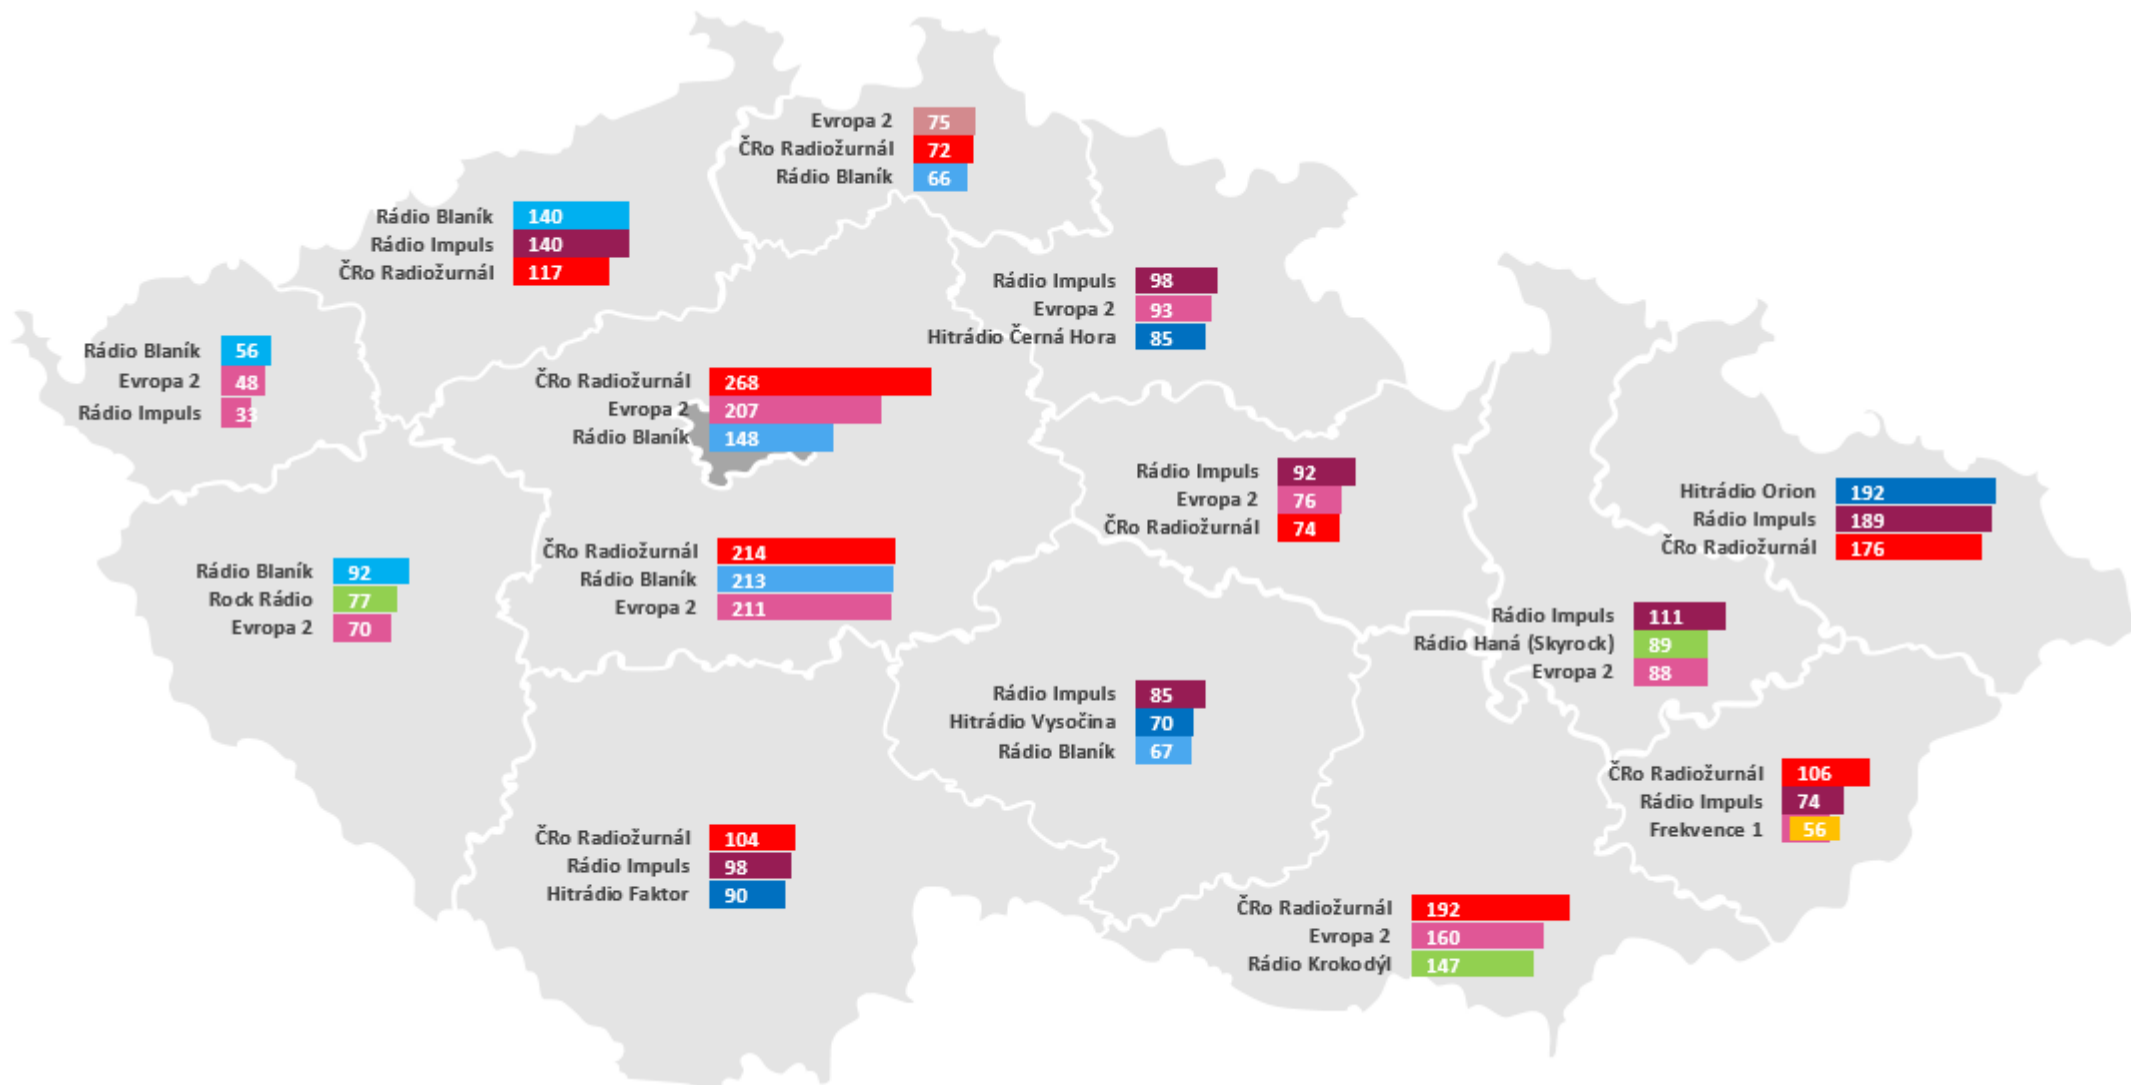 Evropa 2 75
ČRo Radiožurnál 72
Rádio Blaník 66
Rádio Blaník 140
Rádio Impuls 140
ČRo Radiožurnál 117
Rádio Impuls 98
Evropa 2 93
Hitrádio Černá Hora 85
Rádio Blaník 56
Evropa 2 48
Rádio Impuls 33
ČRo Radiožurnál 268
Evropa 2 207
Rádio Blaník 148
Rádio Impuls 92
Evropa 2 76
ČRo Radiožurnál 74
Hitrádio Orion 192
Rádio Impuls 189
ČRo Radiožurnál 176
ČRo Radiožurnál 214
Rádio Blaník 213
Evropa 2 211
Rádio Blaník 92
Rock Rádio 77
Evropa 2 70
Rádio Impuls 111
Rádio Haná (Skyrock) 89
Evropa 2 88
Rádio Impuls 85
Hitrádio Vysočina 70
Rádio Blaník 67
ČRo Radiožurnál 106
Rádio Impuls 74
Frekvence 1 56
ČRo Radiožurnál 104
Rádio Impuls 98
Hitrádio Faktor 90
ČRo Radiožurnál 192
Evropa 2 160
Rádio Krokodýl 147